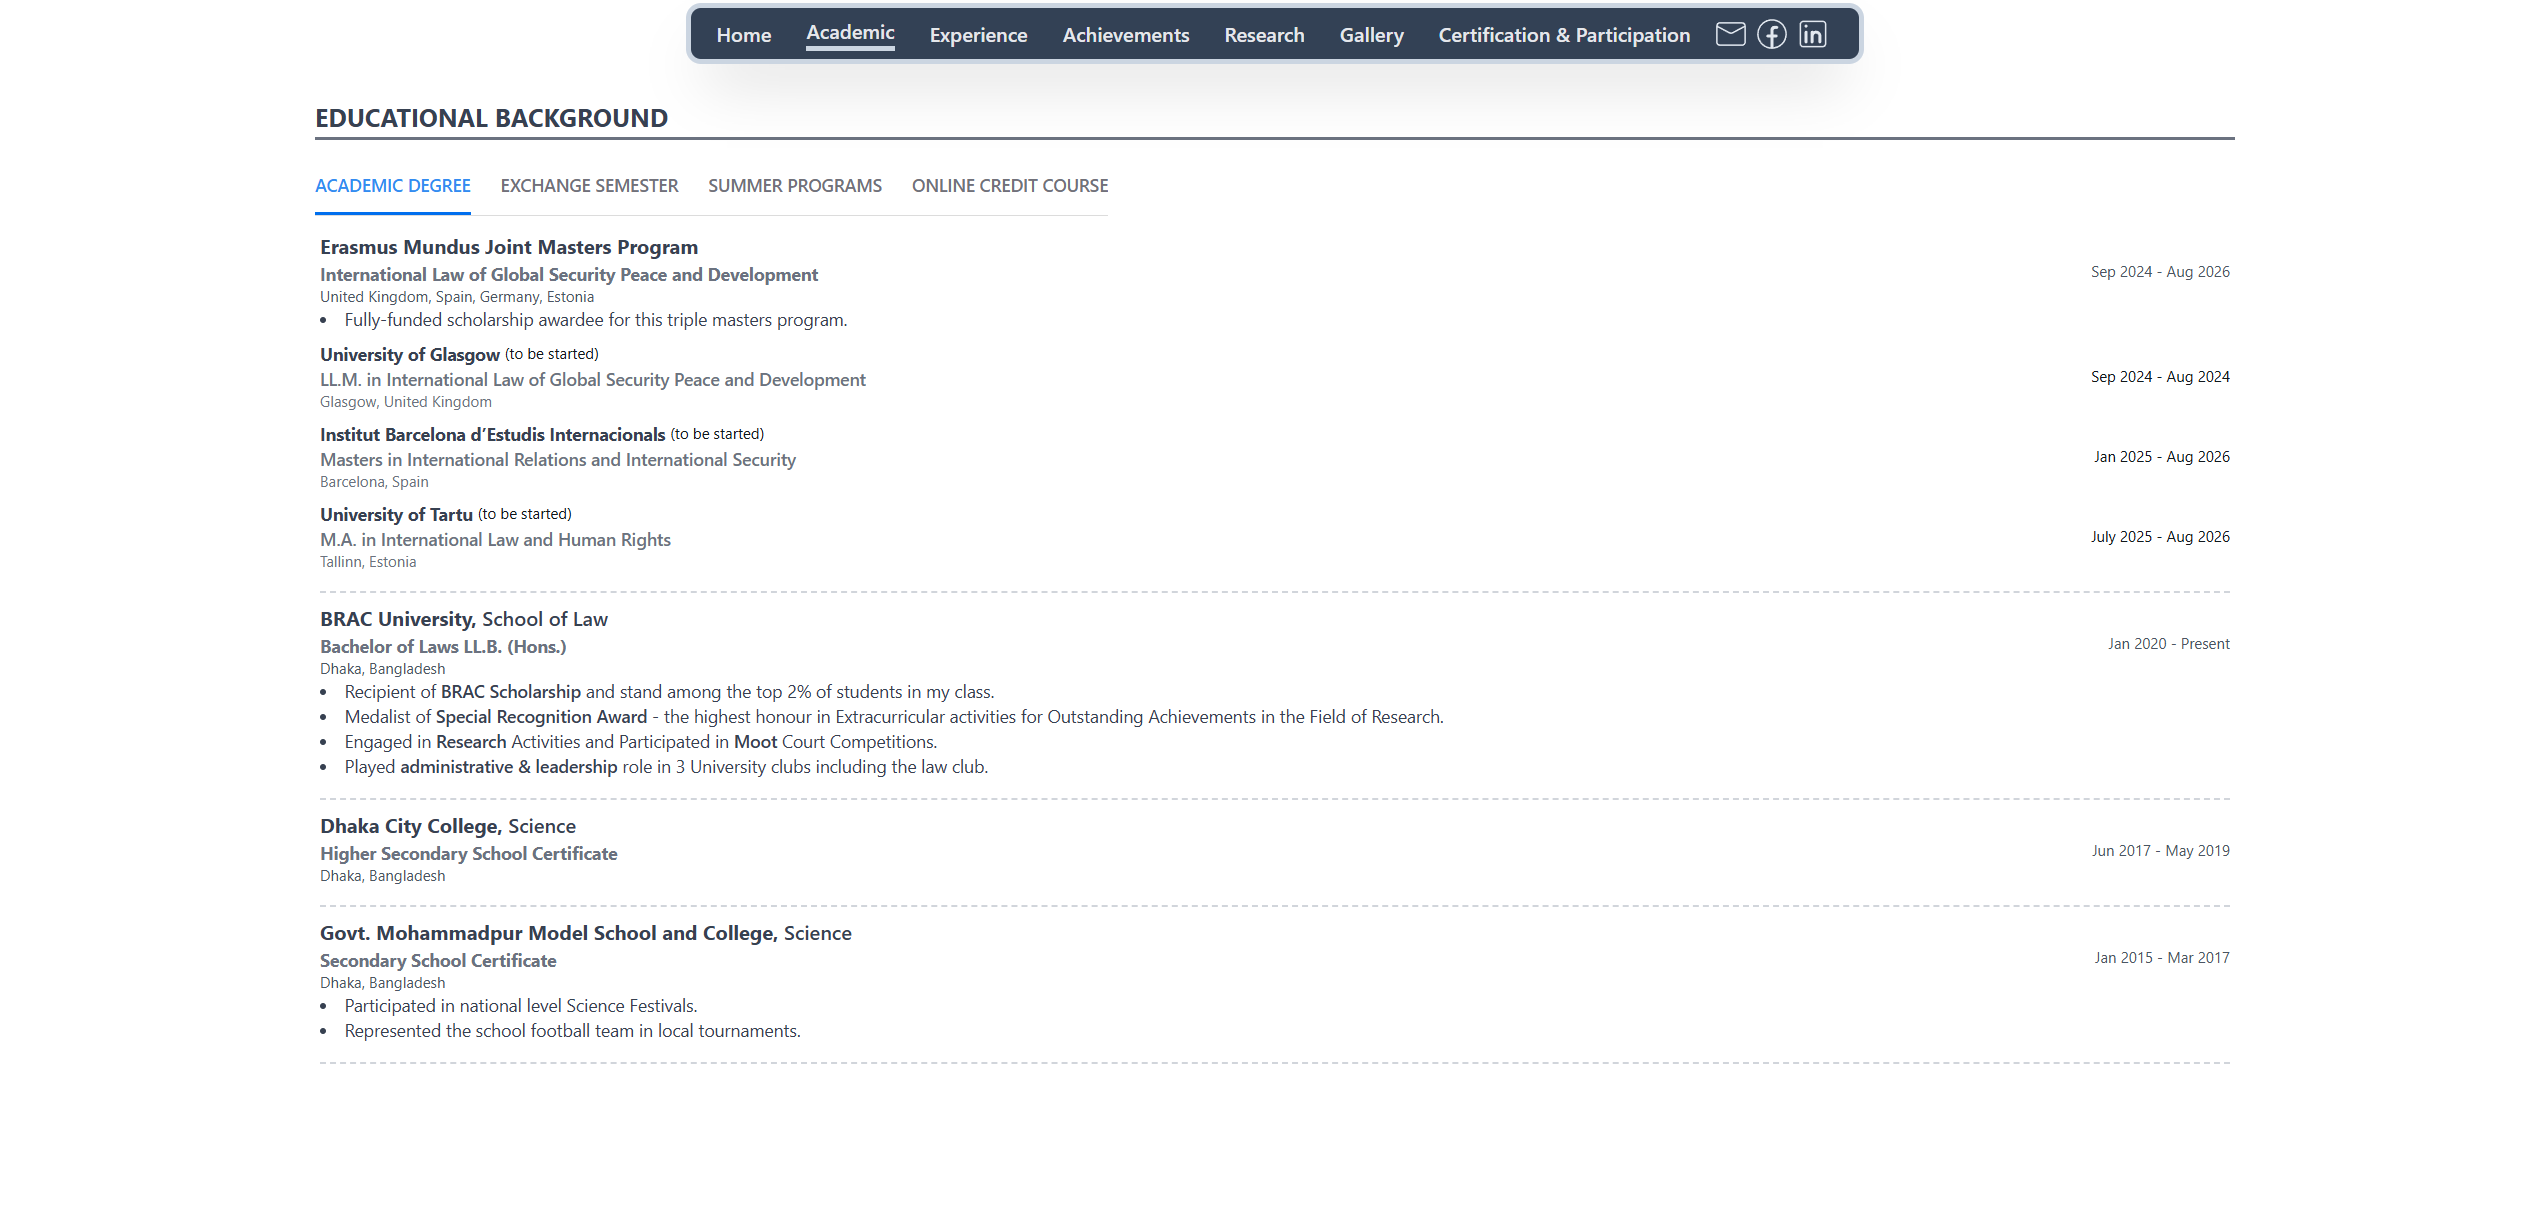 Home Academic Experience Achievements Research Gallery Certification & Participation
EDUCATIONAL BACKGROUND
ACADEMIC DEGREE EXCHANGE SEMESTER SUMMER PROGRAMS ONLINE CREDIT COURSE
Erasmus Mundus Joint Masters Program
International Law of Global Security Peace and Development
Sep 2024 - Aug 2026
United Kingdom, Spain, Germany, Estonia
• Fully-funded scholarship awardee for this triple masters program.
University of Glasgow (to be started)
LL.M. in International Law of Global Security Peace and Development
Sep 2024 - Aug 2024
Glasgow, United Kingdom
Institut Barcelona d’Estudis Internacionals (to be started)
Masters in International Relations and International Security
Jan 2025 - Aug 2026
Barcelona, Spain
University of Tartu (to be started)
M.A. in International Law and Human Rights
July 2025 - Aug 2026
Tallinn, Estonia
BRAC University, School of Law
Bachelor of Laws LL.B. (Hons.)
Jan 2020 - Present
Dhaka, Bangladesh
• Recipient of BRAC Scholarship and stand among the top 2% of students in my class.
• Medalist of Special Recognition Award - the highest honour in Extracurricular activities for Outstanding Achievements in the Field of Research.
• Engaged in Research Activities and Participated in Moot Court Competitions.
• Played administrative & leadership role in 3 University clubs including the law club.
Dhaka City College, Science
Higher Secondary School Certificate
Jun 2017 - May 2019
Dhaka, Bangladesh
Govt. Mohammadpur Model School and College, Science
Secondary School Certificate
Jan 2015 - Mar 2017
Dhaka, Bangladesh
• Participated in national level Science Festivals.
• Represented the school football team in local tournaments.